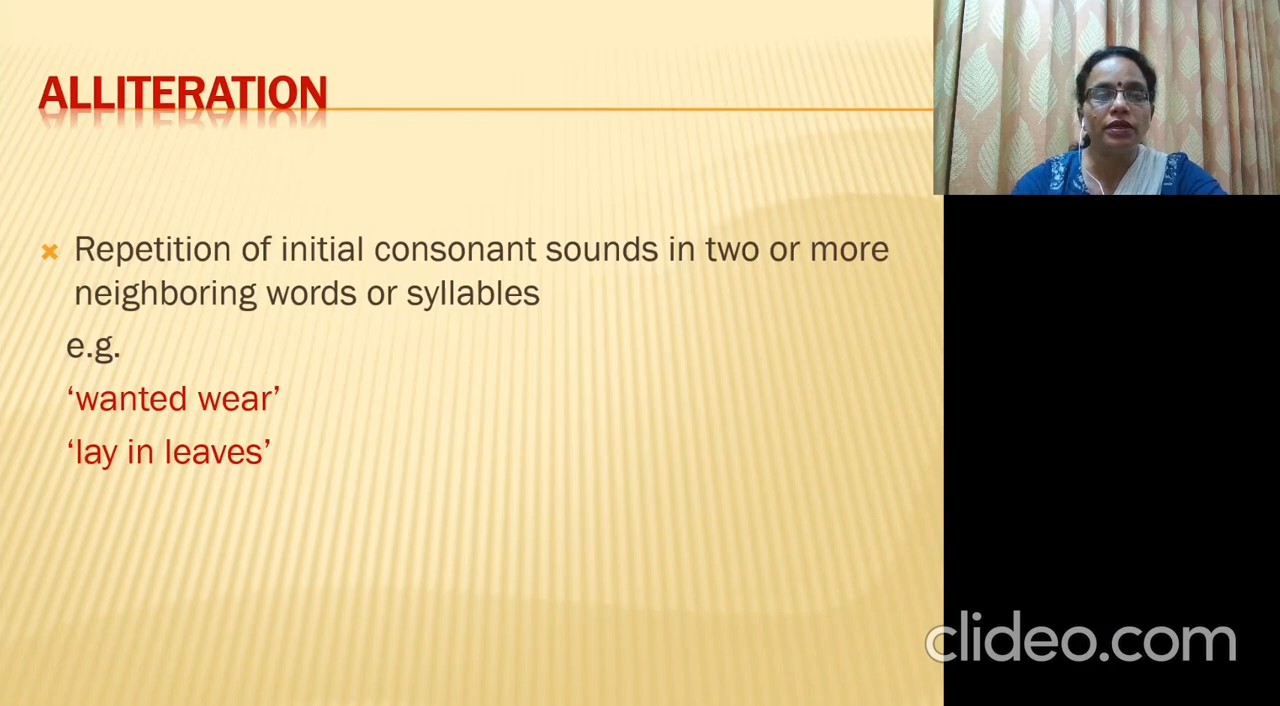 ALLITERATION
Repetition of initial consonant sounds in two or more
neighboring words or syllables
e.g.
‘wanted wear’
‘lay in leaves’
clideo.com